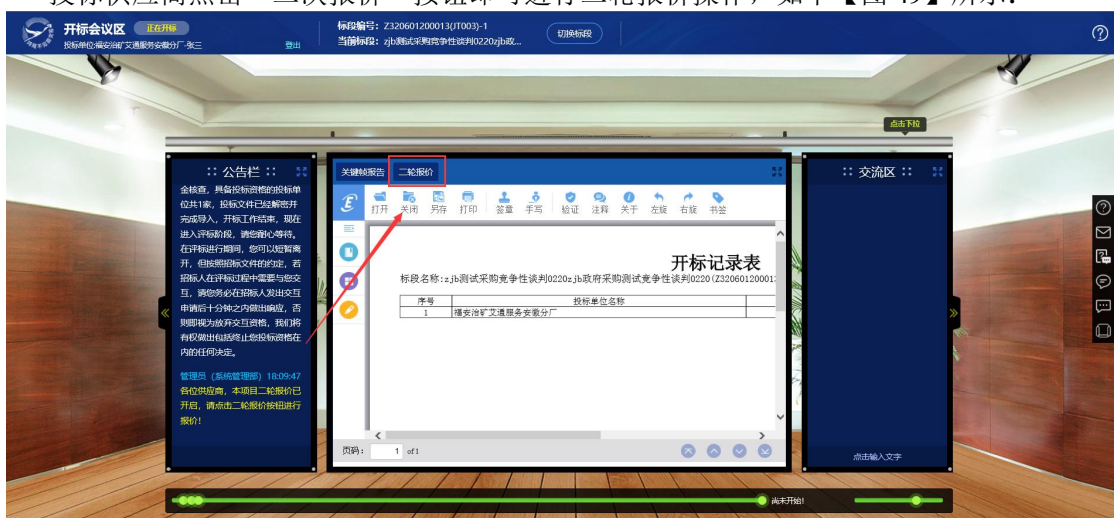 投标供应商点击“二次报价”按钮即可进行二轮报价操作，如下【图 49】所示：
开标会议区 正在开标
投标单位:福安治矿艾通服务安徽分厂-张三 登出
标段编号：Z320601200013(JT003)-1
当前标段：zjb测试采购竞争性谈判0220zjb政...
切换标段
点击下拉
:: 公告栏 ::
金核查，具备投标资格的投标单
位共1家，投标文件已经解密并
完成导入，开标工作结束，现在
进入评标阶段，请您耐心等待。
在评标进行期间，您可以短暂离
开，但按照招标文件的约定，若
招标人在评标过程中需要与您交
互，请您务必在招标人发出交互
申请后十分钟之内做出响应，否
则即视为放弃交互资格，我们将
有权做出包括终止您投标资格在
内的任何决定。
管理员（系统管理部）18:09:47
各位供应商，本项目二轮报价已
开启，请点击二轮报价按钮进行
报价！
关键帧报告 二轮报价
打开 关闭 另存 打印 签章 手写 验证 注释 关于 左旋 右旋 书签
开标记录表
标段名称:zjb测试采购竞争性谈判0220zjb政府采购测试竞争性谈判0220(Z32060120001
序号 投标单位名称
1 福安治矿艾通服务安徽分厂
页码： 1 of1
:: 交流区 ::
点击输入文字
尚未开始!